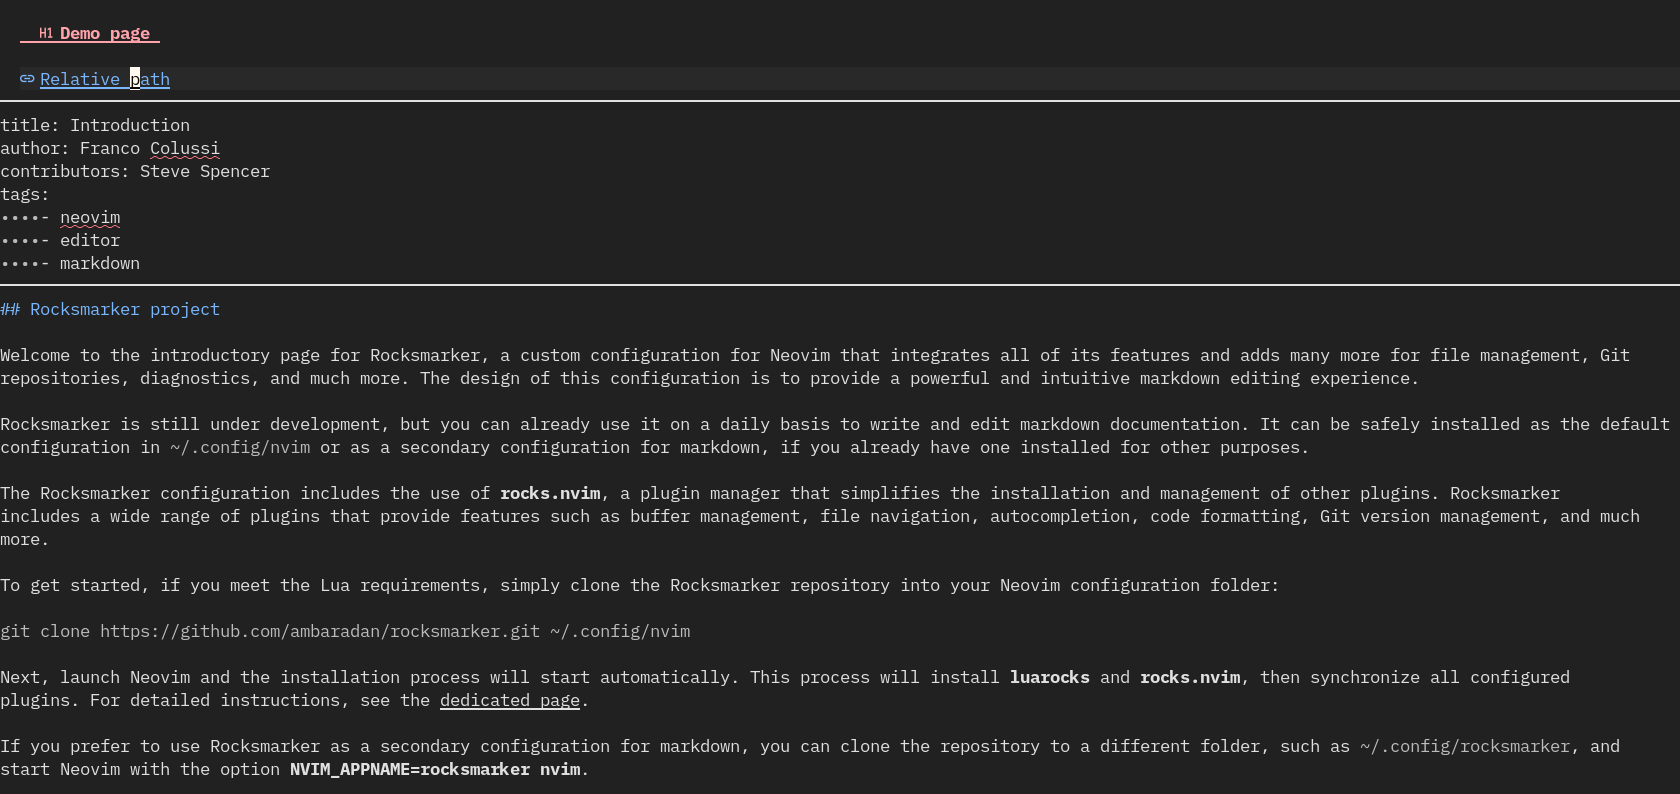 H1 Demo page
Relative path
title: Introduction
author: Franco Colussi
contributors: Steve Spencer
tags:
••••- neovim
••••- editor
••••- markdown
## Rocksmarker project
Welcome to the introductory page for Rocksmarker, a custom configuration for Neovim that integrates all of its features and adds many more for file management, Git
repositories, diagnostics, and much more. The design of this configuration is to provide a powerful and intuitive markdown editing experience.
Rocksmarker is still under development, but you can already use it on a daily basis to write and edit markdown documentation. It can be safely installed as the default
configuration in ~/.config/nvim or as a secondary configuration for markdown, if you already have one installed for other purposes.
The Rocksmarker configuration includes the use of rocks.nvim, a plugin manager that simplifies the installation and management of other plugins. Rocksmarker
includes a wide range of plugins that provide features such as buffer management, file navigation, autocompletion, code formatting, Git version management, and much
more.
To get started, if you meet the Lua requirements, simply clone the Rocksmarker repository into your Neovim configuration folder:
git clone https://github.com/ambaradan/rocksmarker.git ~/.config/nvim
Next, launch Neovim and the installation process will start automatically. This process will install luarocks and rocks.nvim, then synchronize all configured
plugins. For detailed instructions, see the dedicated page.
If you prefer to use Rocksmarker as a secondary configuration for markdown, you can clone the repository to a different folder, such as ~/.config/rocksmarker, and
start Neovim with the option NVIM_APPNAME=rocksmarker nvim.